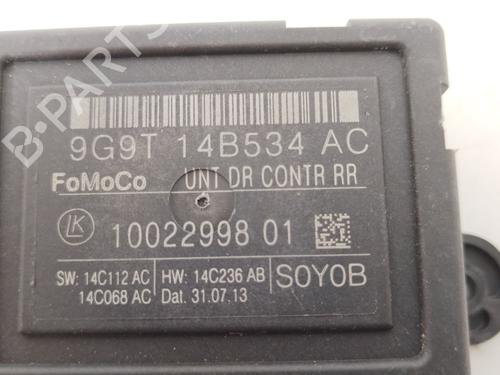 9G9T 14B534 AC
FoMoCo UNT DR CONTR RR
LK 10022998 01
SW: 14C112 AC HW: 14C236 AB S0Y0B
14C068 AC Dat. 31.07.13
B-PARTS